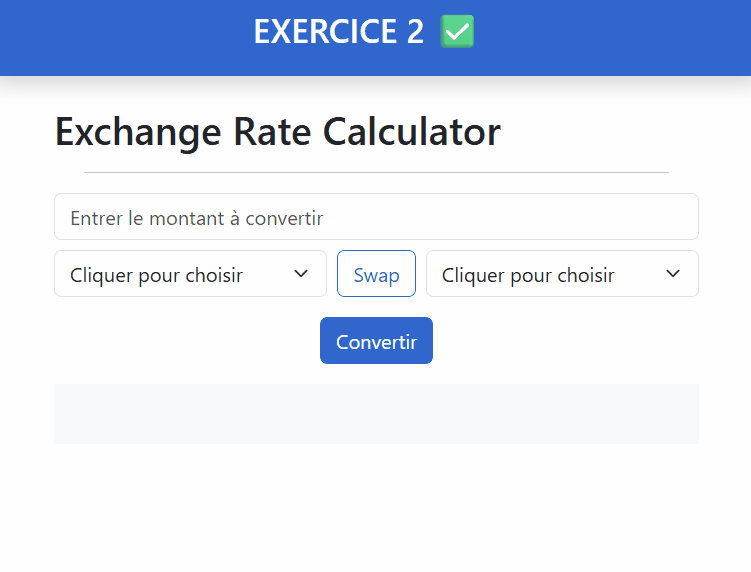 EXERCICE 2 ✅
Exchange Rate Calculator
Entrer le montant à convertir
Cliquer pour choisir Swap Cliquer pour choisir
Convertir